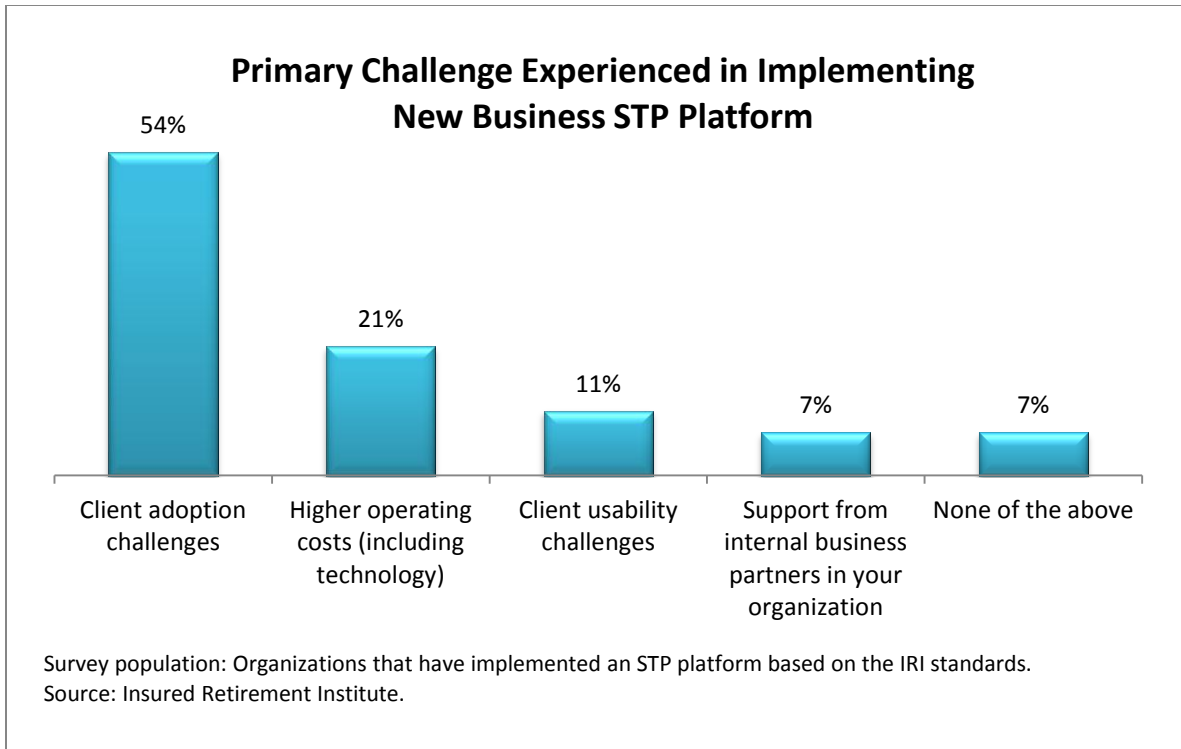 Primary Challenge Experienced in Implementing
New Business STP Platform
54%
21%
11%
7%
7%
Client adoption
challenges
Higher operating
costs (including
technology)
Client usability
challenges
Support from
internal business
partners in your
organization
None of the above
Survey population: Organizations that have implemented an STP platform based on the IRI standards.
Source: Insured Retirement Institute.